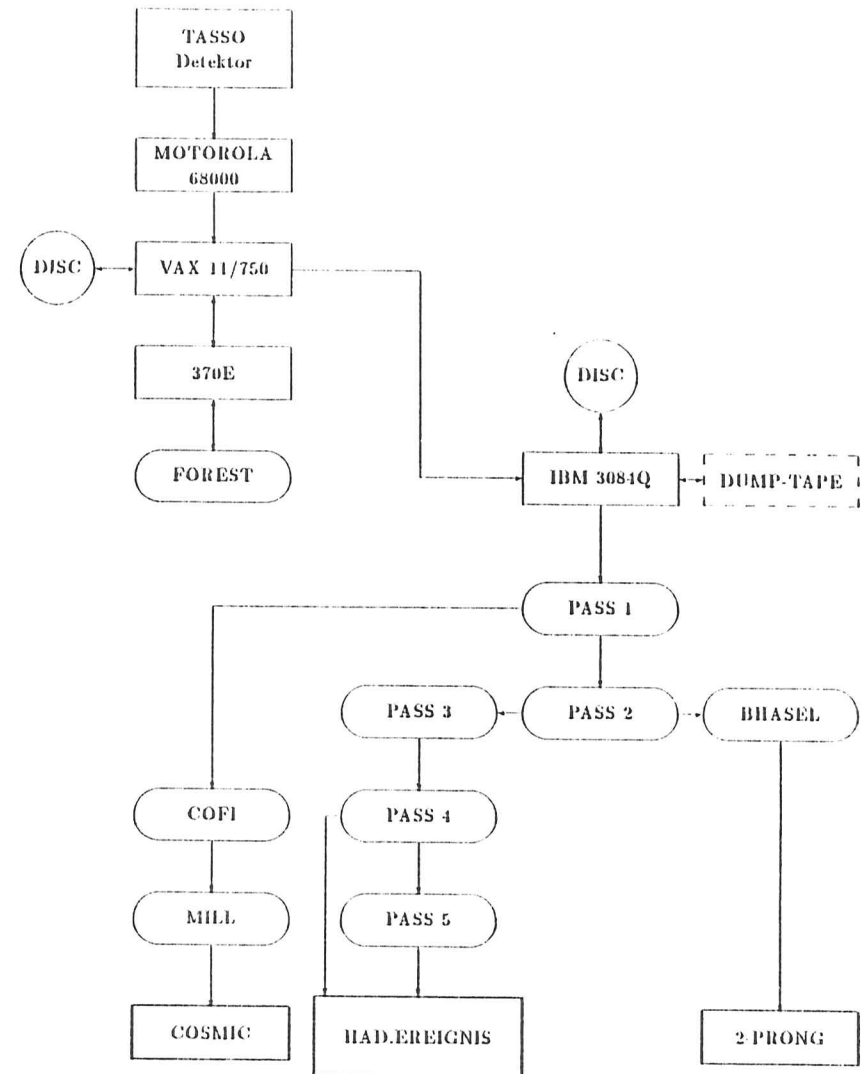 TASSO
Detektor
MOTOROLA
68000
DISC
VAX 11/750
370E
DISC
FOREST
IBM 3084Q
DUMP-TAPE
PASS 1
PASS 3
PASS 2
BHASEL
COFI
PASS 4
MILL
PASS 5
COSMIC
HAD.EREIGNIS
2-PRONG